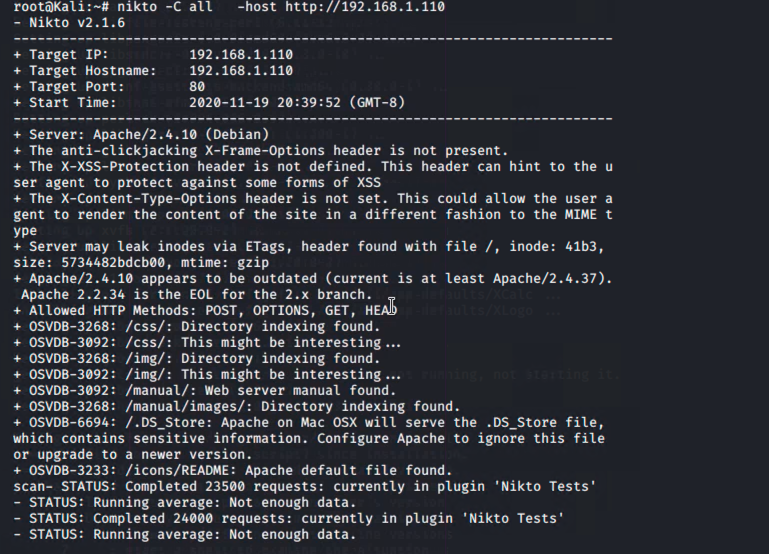 root@Kali:~# nikto -C all   -host http://192.168.1.110
- Nikto v2.1.6
---------------------------------------------------------------------------
+ Target IP:          192.168.1.110
+ Target Hostname:    192.168.1.110
+ Target Port:        80
+ Start Time:         2020-11-19 20:39:52 (GMT-8)
---------------------------------------------------------------------------
+ Server: Apache/2.4.10 (Debian)
+ The anti-clickjacking X-Frame-Options header is not present.
+ The X-XSS-Protection header is not defined. This header can hint to the u
ser agent to protect against some forms of XSS
+ The X-Content-Type-Options header is not set. This could allow the user a
gent to render the content of the site in a different fashion to the MIME t
ype
+ Server may leak inodes via ETags, header found with file /, inode: 41b3,
size: 5734482bdcb00, mtime: gzip
+ Apache/2.4.10 appears to be outdated (current is at least Apache/2.4.37).
 Apache 2.2.34 is the EOL for the 2.x branch.
+ Allowed HTTP Methods: POST, OPTIONS, GET, HEAD
+ OSVDB-3268: /css/: Directory indexing found.
+ OSVDB-3092: /css/: This might be interesting...
+ OSVDB-3268: /img/: Directory indexing found.
+ OSVDB-3092: /img/: This might be interesting...
+ OSVDB-3092: /manual/: Web server manual found.
+ OSVDB-3268: /manual/images/: Directory indexing found.
+ OSVDB-6694: /.DS_Store: Apache on Mac OSX will serve the .DS_Store file,
which contains sensitive information. Configure Apache to ignore this file
or upgrade to a newer version.
+ OSVDB-3233: /icons/README: Apache default file found.
scan- STATUS: Completed 23500 requests: currently in plugin 'Nikto Tests'
- STATUS: Running average: Not enough data.
- STATUS: Completed 24000 requests: currently in plugin 'Nikto Tests'
- STATUS: Running average: Not enough data.